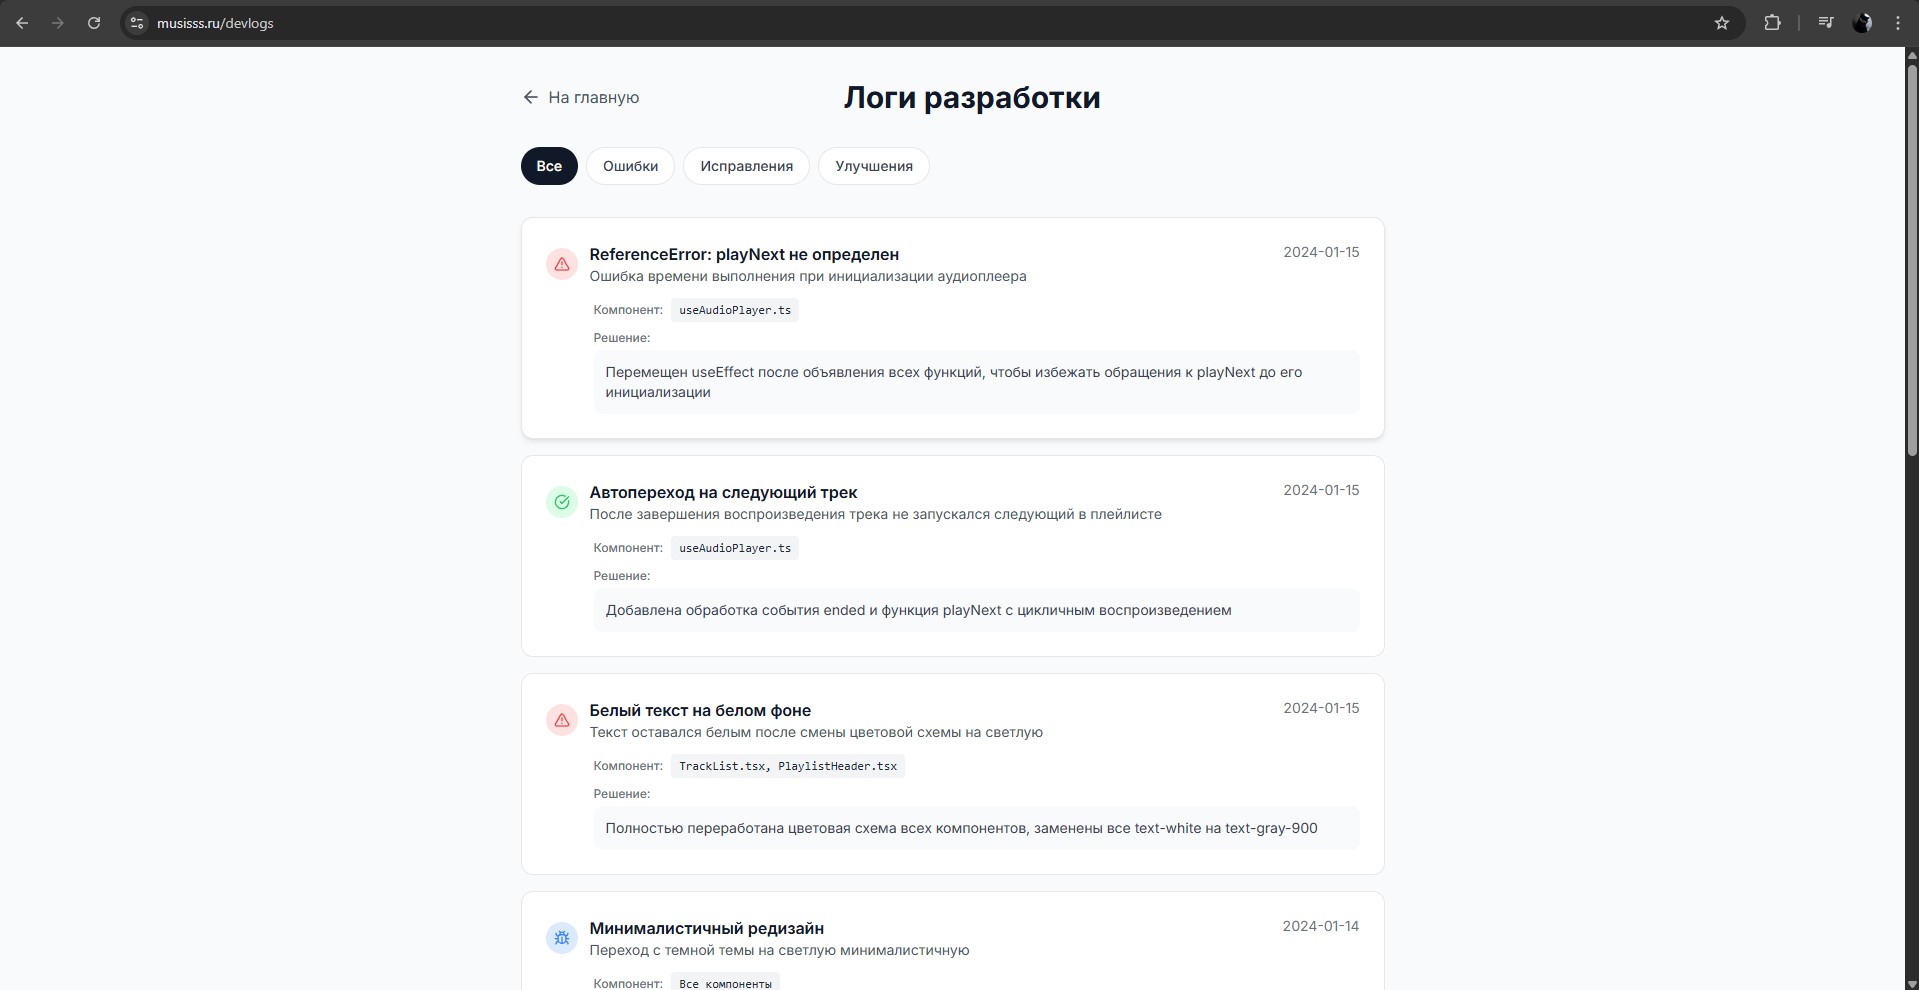 musisss.ru/devlogs
На главную
Логи разработки
Все
Ошибки
Исправления
Улучшения
ReferenceError: playNext не определен
2024-01-15
Ошибка времени выполнения при инициализации аудиоплеера
Компонент: useAudioPlayer.ts
Решение:
Перемещен useEffect после объявления всех функций, чтобы избежать обращения к playNext до его
инициализации
Автопереход на следующий трек
2024-01-15
После завершения воспроизведения трека не запускался следующий в плейлисте
Компонент: useAudioPlayer.ts
Решение:
Добавлена обработка события ended и функция playNext с цикличным воспроизведением
Белый текст на белом фоне
2024-01-15
Текст оставался белым после смены цветовой схемы на светлую
Компонент: TrackList.tsx, PlaylistHeader.tsx
Решение:
Полностью переработана цветовая схема всех компонентов, заменены все text-white на text-gray-900
Минималистичный редизайн
2024-01-14
Переход с темной темы на светлую минималистичную
Компонент: Все компоненты